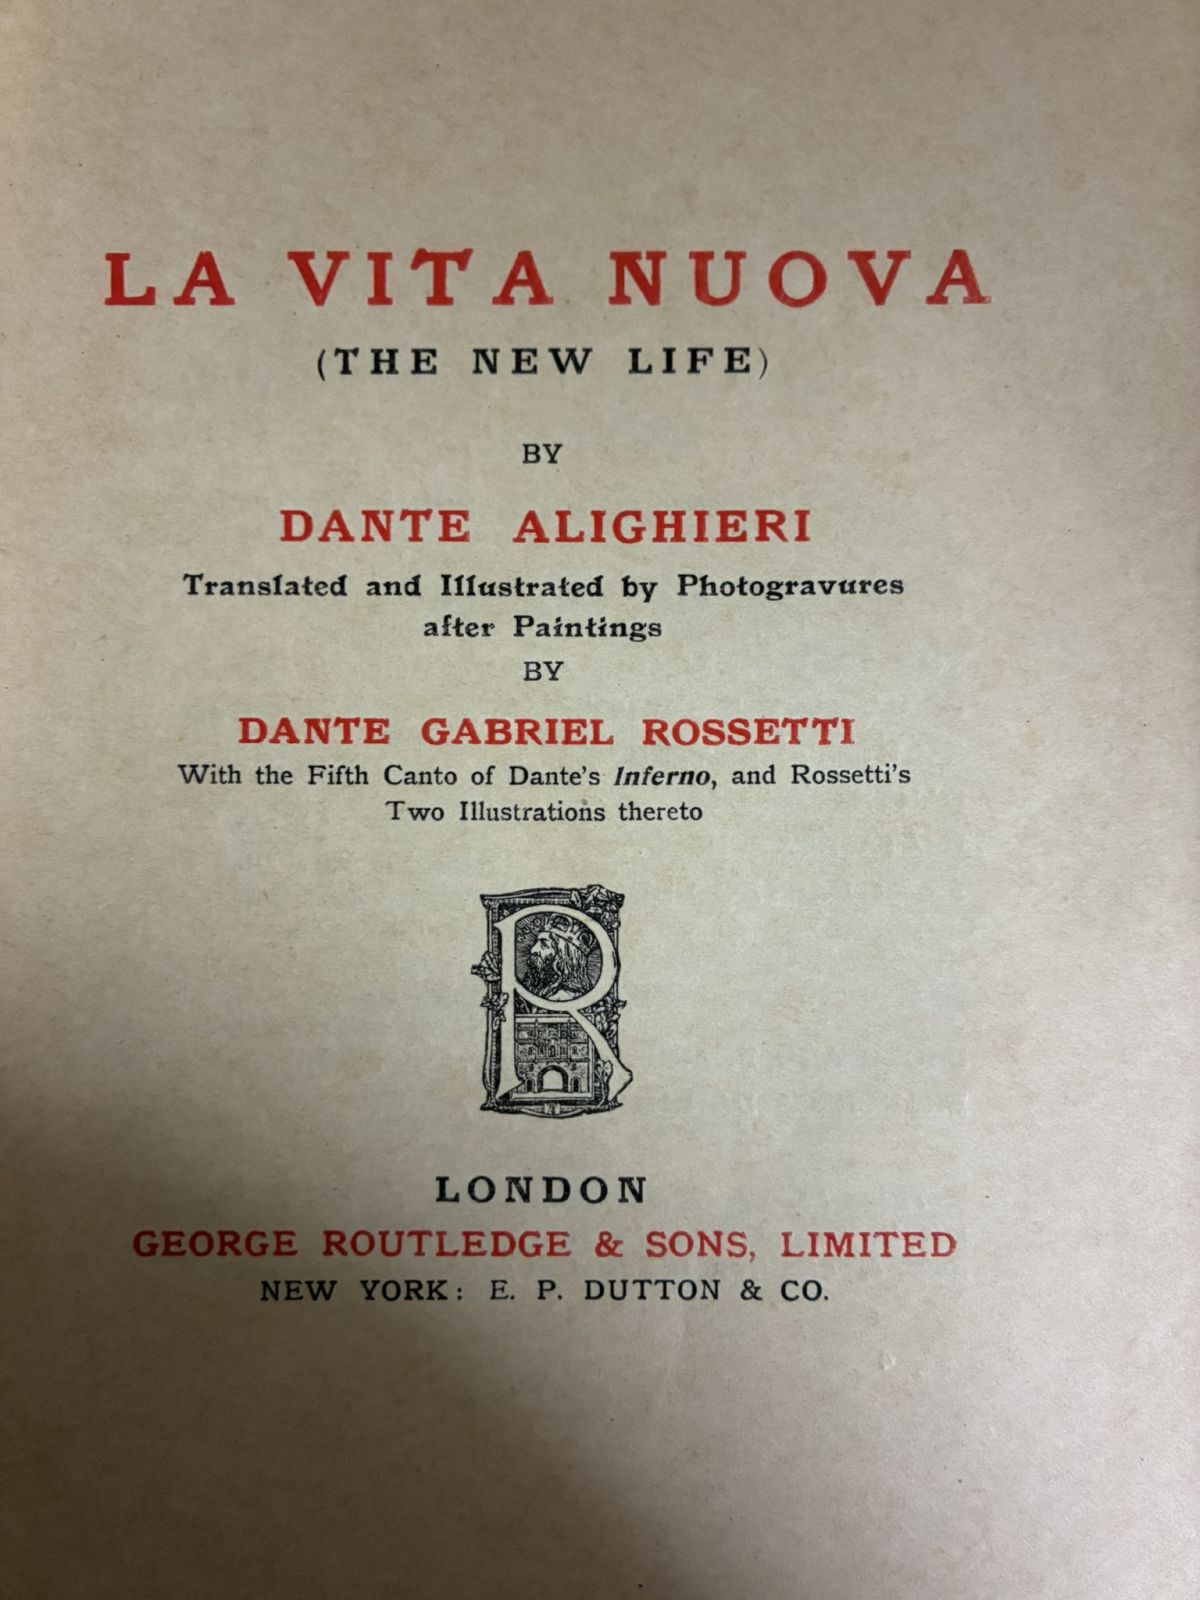 LA VITA NUOVA
(THE NEW LIFE)
BY
DANTE ALIGHIERI
Translated and Illustrated by Photogravures
after Paintings
BY
DANTE GABRIEL ROSSETTI
With the Fifth Canto of Dante's Inferno, and Rossetti's
Two Illustrations thereto
R
LONDON
GEORGE ROUTLEDGE & SONS, LIMITED
NEW YORK: E. P. DUTTON & CO.